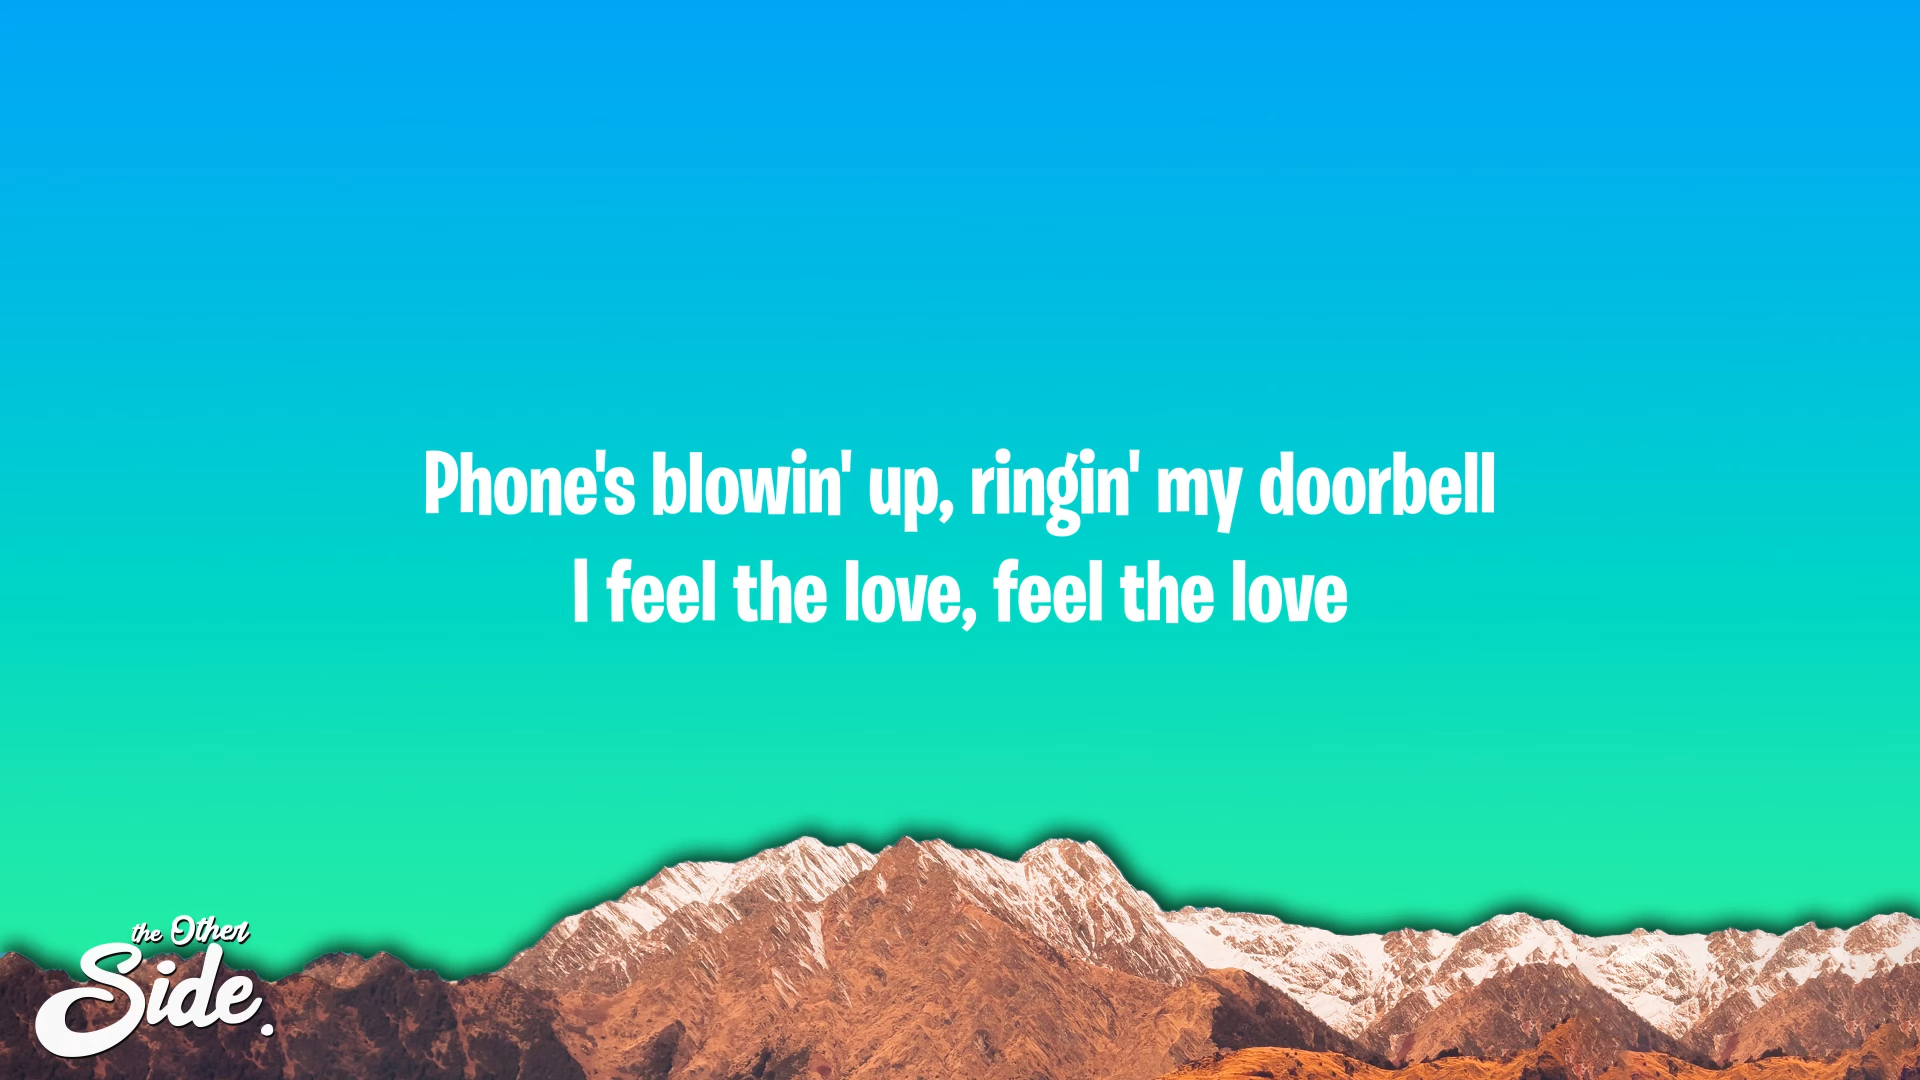 Phone's blowin' up, ringin' my doorbell
I feel the love, feel the love
the Other
Side.